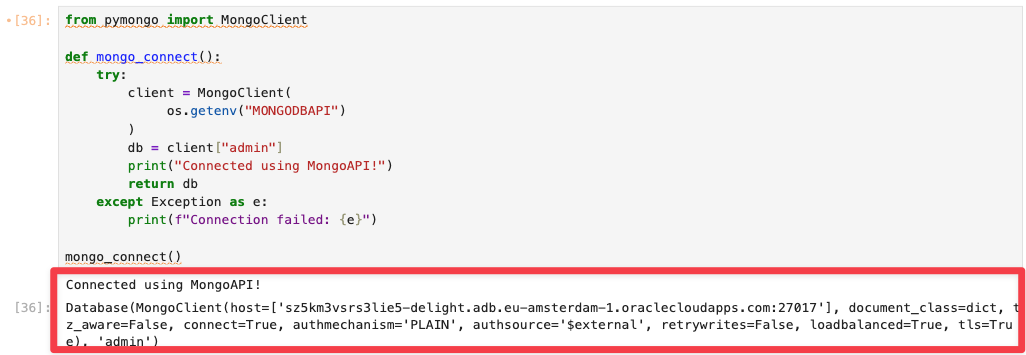 •[36]: from pymongo import MongoClient
def mongo_connect():
try:
client = MongoClient(
os.getenv("MONGODBAPI")
)
db = client["admin"]
print("Connected using MongoAPI!")
return db
except Exception as e:
print(f"Connection failed: {e}")
mongo_connect()
Connected using MongoAPI!
[36]: Database(MongoClient(host=['sz5km3vsrs3lie5-delight.adb.eu-amsterdam-1.oraclecloudapps.com:27017'], document_class=dict, t
z_aware=False, connect=True, authmechanism='PLAIN', authsource='$external', retrywrites=False, loadbalanced=True, tls=Tru
e), 'admin')